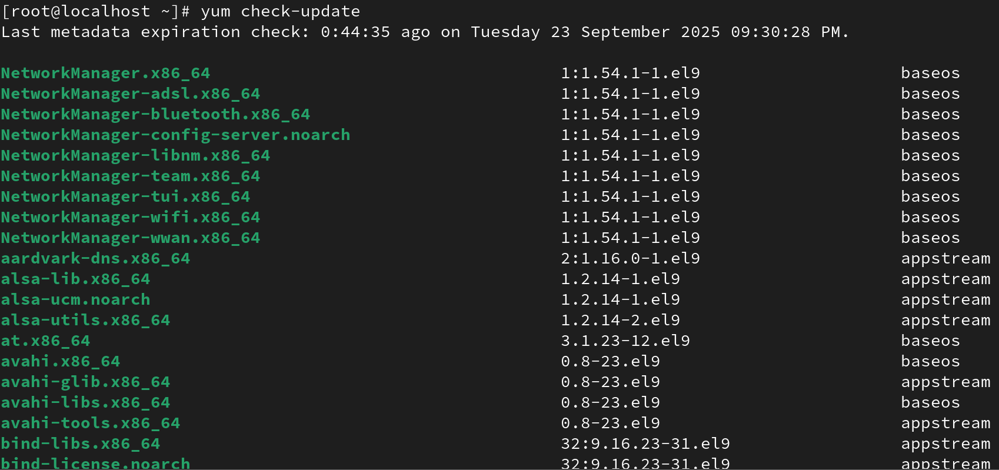 [root@localhost ~]# yum check-update
Last metadata expiration check: 0:44:35 ago on Tuesday 23 September 2025 09:30:28 PM.
NetworkManager.x86_64 1:1.54.1-1.el9 baseos
NetworkManager-adsl.x86_64 1:1.54.1-1.el9 baseos
NetworkManager-bluetooth.x86_64 1:1.54.1-1.el9 baseos
NetworkManager-config-server.noarch 1:1.54.1-1.el9 baseos
NetworkManager-libnm.x86_64 1:1.54.1-1.el9 baseos
NetworkManager-team.x86_64 1:1.54.1-1.el9 baseos
NetworkManager-tui.x86_64 1:1.54.1-1.el9 baseos
NetworkManager-wifi.x86_64 1:1.54.1-1.el9 baseos
NetworkManager-wwan.x86_64 1:1.54.1-1.el9 baseos
aardvark-dns.x86_64 2:1.16.0-1.el9 appstream
alsa-lib.x86_64 1.2.14-1.el9 appstream
alsa-ucm.noarch 1.2.14-1.el9 appstream
alsa-utils.x86_64 1.2.14-2.el9 appstream
at.x86_64 3.1.23-12.el9 baseos
avahi.x86_64 0.8-23.el9 baseos
avahi-glib.x86_64 0.8-23.el9 appstream
avahi-libs.x86_64 0.8-23.el9 baseos
avahi-tools.x86_64 0.8-23.el9 appstream
bind-libs.x86_64 32:9.16.23-31.el9 appstream
bind-license.noarch 32:9.16.23-31.el9 appstream